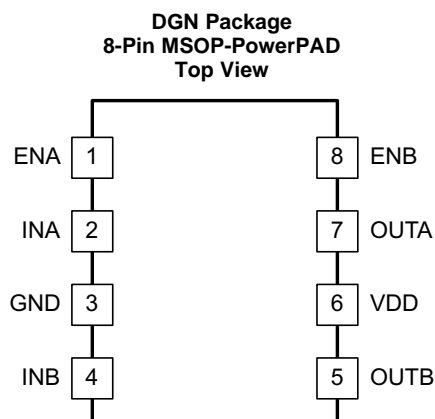 DGN Package
8-Pin MSOP-PowerPAD
Top View
ENA 1 8 ENB
INA 2 7 OUTA
GND 3 6 VDD
INB 4 5 OUTB